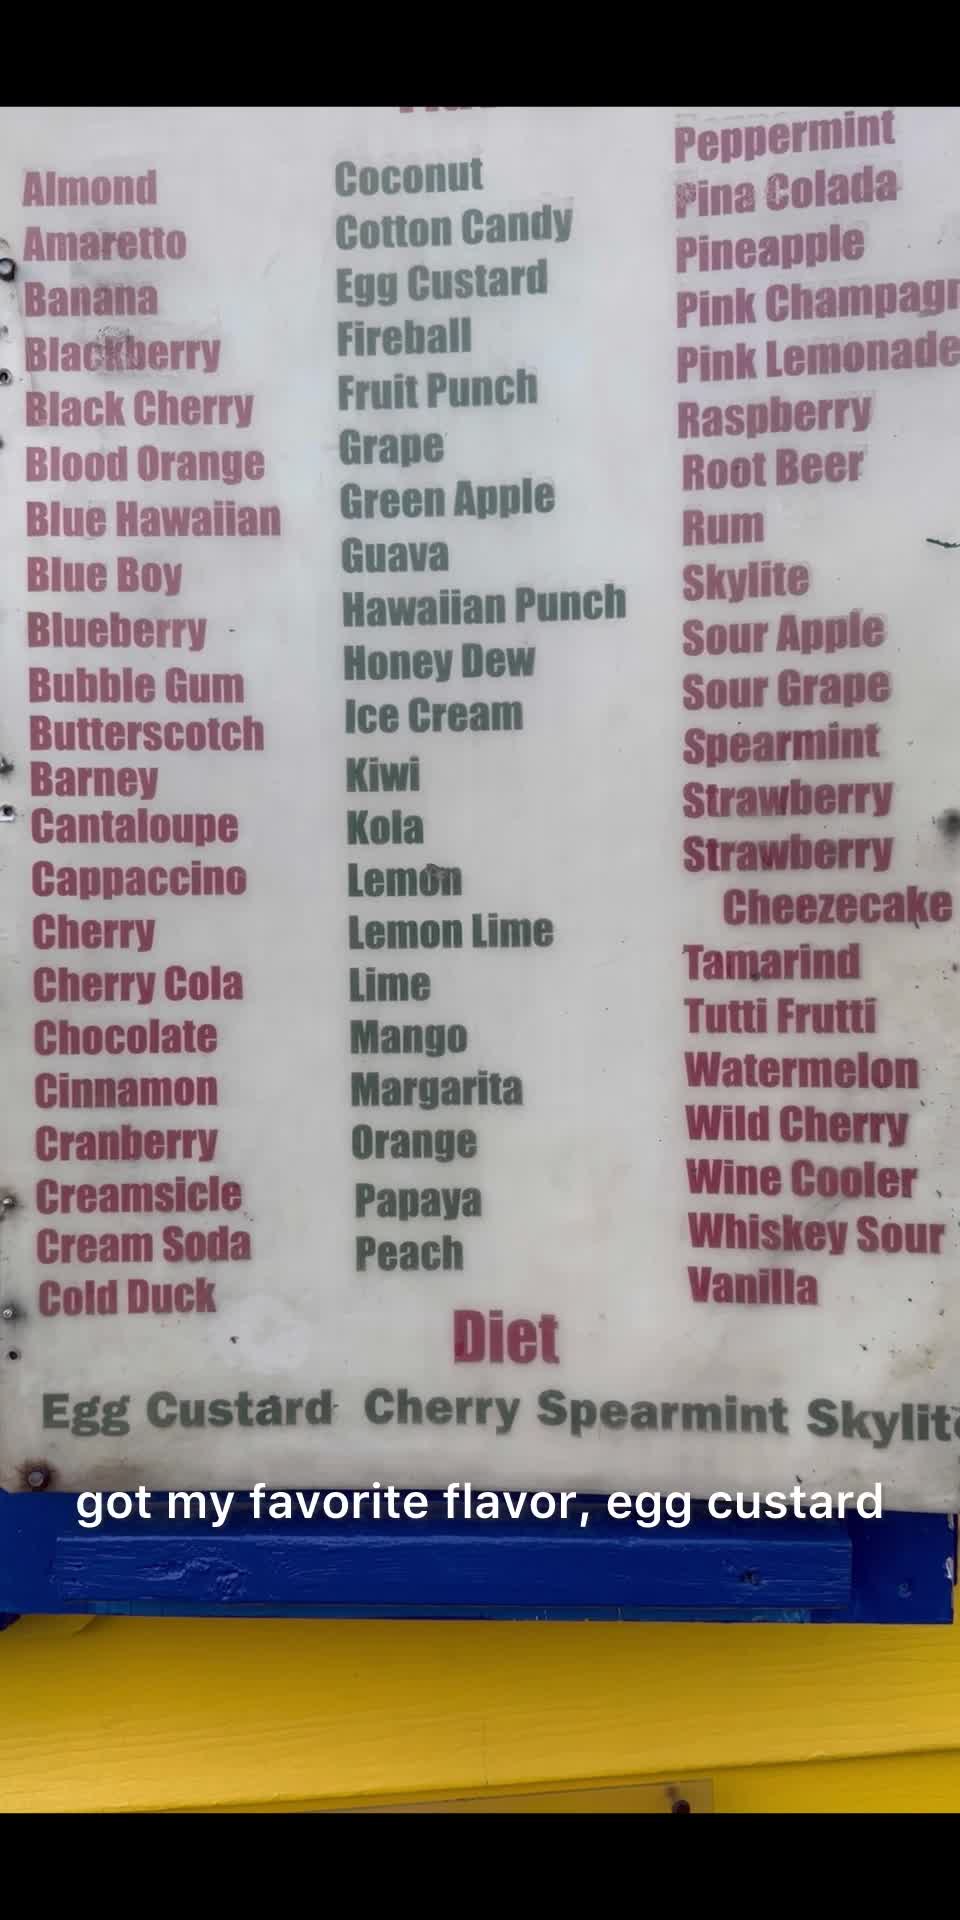 Almond
Amaretto
Banana
Blackberry
Black Cherry
Blood Orange
Blue Hawaiian
Blue Boy
Blueberry
Bubble Gum
Butterscotch
Barney
Cantaloupe
Cappaccino
Cherry
Cherry Cola
Chocolate
Cinnamon
Cranberry
Creamsicle
Cream Soda
Cold Duck
Coconut
Cotton Candy
Egg Custard
Fireball
Fruit Punch
Grape
Green Apple
Guava
Hawaiian Punch
Honey Dew
Ice Cream
Kiwi
Kola
Lemon
Lemon Lime
Lime
Mango
Margarita
Orange
Papaya
Peach
Peppermint
Pina Colada
Pineapple
Pink Champagn
Pink Lemonade
Raspberry
Root Beer
Rum
Skylite
Sour Apple
Sour Grape
Spearmint
Strawberry
Strawberry
Cheezecake
Tamarind
Tutti Frutti
Watermelon
Wild Cherry
Wine Cooler
Whiskey Sour
Vanilla
Diet
Egg Custard Cherry Spearmint Skylite
got my favorite flavor, egg custard